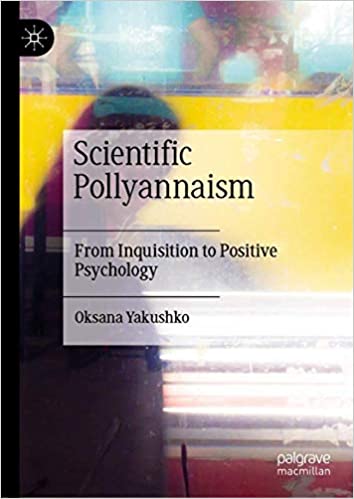 Scientific
Pollyannaism
From Inquisition to Positive
Psychology
Oksana Yakushko
palgrave
macmillan